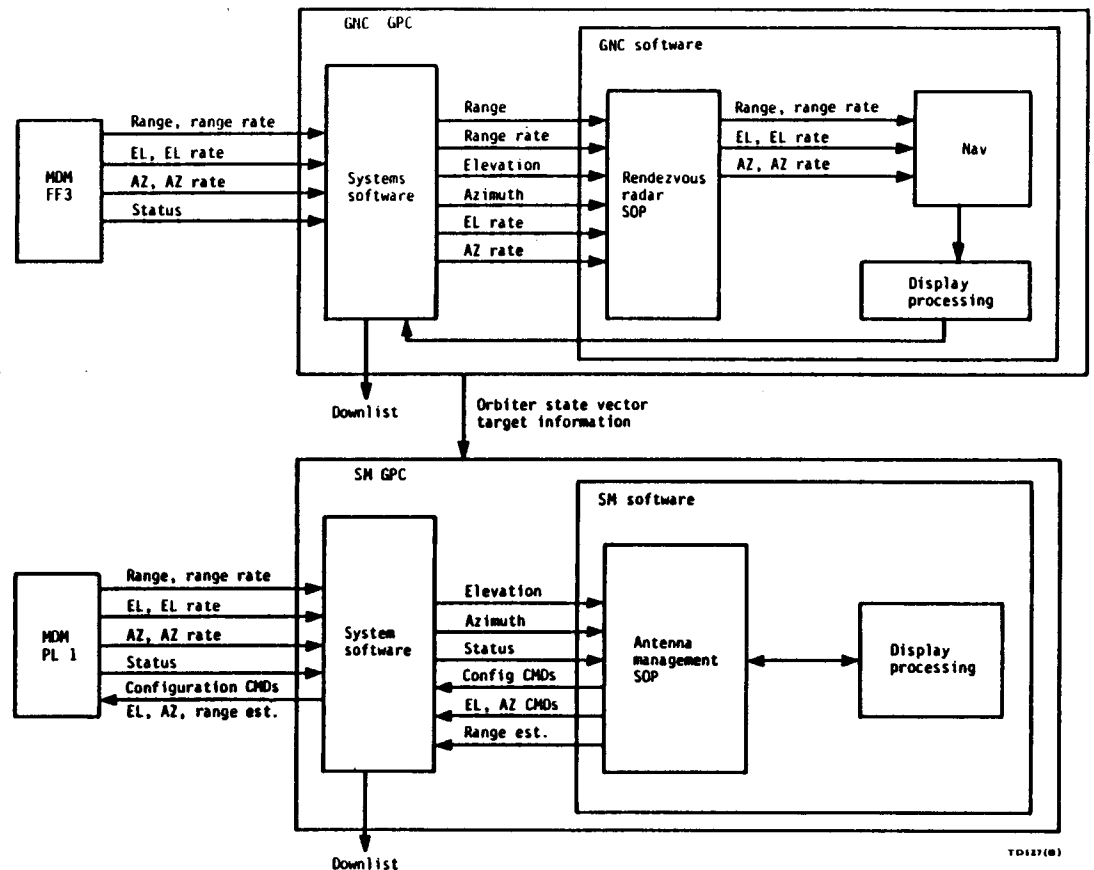 GNC GPC
GNC software
MDM
FF3
Range, range rate
EL, EL rate
AZ, AZ rate
Status
Systems
software
Range
Range rate
Elevation
Azimuth
EL rate
AZ rate
Rendezvous
radar
SOP
Range, range rate
EL, EL rate
AZ, AZ rate
Nav
Display
processing
Downlist
Orbiter state vector
target information
SM GPC
SM software
MDM
PL 1
Range, range rate
EL, EL rate
AZ, AZ rate
Status
Configuration CMDs
EL, AZ, range est.
System
software
Elevation
Azimuth
Status
Config CMDs
EL, AZ CMDs
Range est.
Antenna
management
SOP
Display
processing
Downlist
TD127(B)